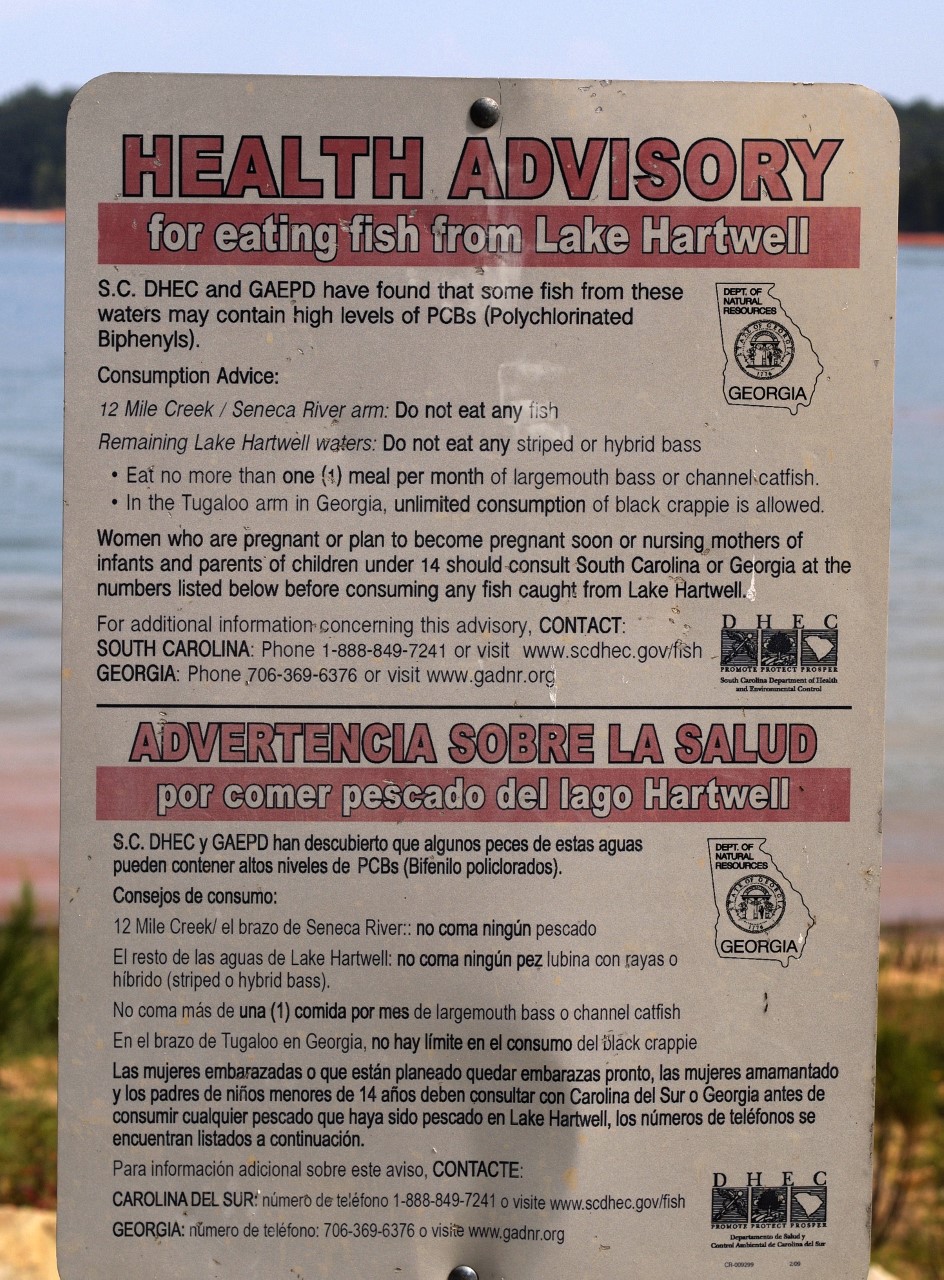 HEALTH ADVISORY
for eating fish from Lake Hartwell
S.C. DHEC and GAEPD have found that some fish from these
waters may contain high levels of PCBs (Polychlorinated
Biphenyls).
DEPT. OF
NATURAL
RESOURCES
STATE OF GEORGIA
1776
GEORGIA
Consumption Advice:
12 Mile Creek / Seneca River arm: Do not eat any fish
Remaining Lake Hartwell waters: Do not eat any striped or hybrid bass
• Eat no more than one (1) meal per month of largemouth bass or channel catfish.
• In the Tugaloo arm in Georgia, unlimited consumption of black crappie is allowed.
Women who are pregnant or plan to become pregnant soon or nursing mothers of
infants and parents of children under 14 should consult South Carolina or Georgia at the
numbers listed below before consuming any fish caught from Lake Hartwell.
For additional information concerning this advisory, CONTACT:
SOUTH CAROLINA: Phone 1-888-849-7241 or visit www.scdhec.gov/fish
GEORGIA: Phone 706-369-6376 or visit www.gadnr.org
D H E C
PROMOTE PROTECT PROSPER
South Carolina Department of Health
and Environmental Control
ADVERTENCIA SOBRE LA SALUD
por comer pescado del lago Hartwell
S.C. DHEC y GAEPD han descubierto que algunos peces de estas aguas
pueden contener altos niveles de PCBs (Bifenilo policlorados).
DEPT. OF
NATURAL
RESOURCES
STATE OF GEORGIA
1776
GEORGIA
Consejos de consumo:
12 Mile Creek/ el brazo de Seneca River:: no coma ningún pescado
El resto de las aguas de Lake Hartwell: no coma ningún pez lubina con rayas o
híbrido (striped o hybrid bass).
No coma más de una (1) comida por mes de largemouth bass o channel catfish
En el brazo de Tugaloo en Georgia, no hay límite en el consumo del black crappie
Las mujeres embarazadas o que están planeado quedar embarazas pronto, las mujeres amamantado
y los padres de niños menores de 14 años deben consultar con Carolina del Sur o Georgia antes de
consumir cualquier pescado que haya sido pescado en Lake Hartwell, los números de teléfonos se
encuentran listados a continuación.
Para información adicional sobre este aviso, CONTACTE:
CAROLINA DEL SUR: número de teléfono 1-888-849-7241 o visite www.scdhec.gov/fish
GEORGIA: número de teléfono: 706-369-6376 o visite www.gadnr.org
D H E C
PROMOTE PROTECT PROSPER
Departamento de Salud y
Control Ambiental de Carolina del Sur
CR-009299 2/09